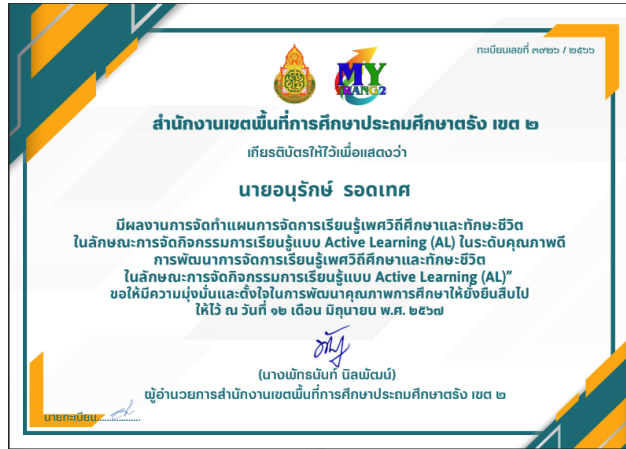 ทะเบียนเลขที่ ๓๙๒๖ / ๒๕๖๖
MY
TRANG2
สำนักงานเขตพื้นที่การศึกษาประถมศึกษาตรัง เขต ๒
เกียรติบัตรให้ไว้เพื่อแสดงว่า
นายอนุรักษ์ รอดเทศ
มีผลงานการจัดทำแผนการจัดการเรียนรู้เพศวิถีศึกษาและทักษะชีวิต
ในลักษณะการจัดกิจกรรมการเรียนรู้แบบ Active Learning (AL) ในระดับคุณภาพดี
การพัฒนาการจัดการเรียนรู้เพศวิถีศึกษาและทักษะชีวิต
ในลักษณะการจัดกิจกรรมการเรียนรู้แบบ Active Learning (AL)”
ขอให้มีความมุ่งมั่นและตั้งใจในการพัฒนาคุณภาพการศึกษาให้ยั่งยืนสืบไป
ให้ไว้ ณ วันที่ ๑๒ เดือน มิถุนายน พ.ศ. ๒๕๖๗
(นางพัทธนันท์ นิลพัฒน์)
ผู้อำนวยการสำนักงานเขตพื้นที่การศึกษาประถมศึกษาตรัง เขต ๒
นายทะเบียน